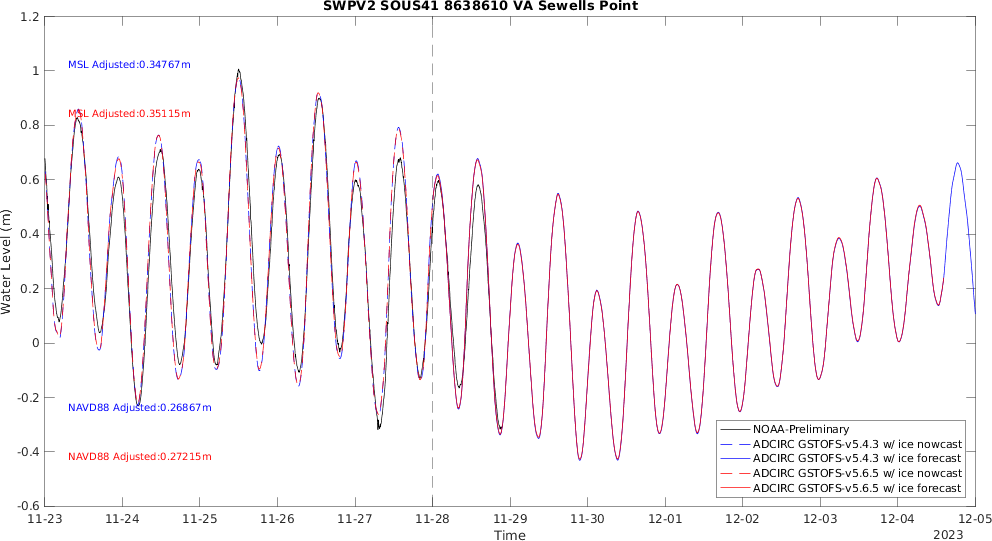 SWPV2 SOUS41 8638610 VA Sewells Point
1.2
1
0.8
0.6
0.4
0.2
0
-0.2
-0.4
-0.6
Water Level (m)
MSL Adjusted:0.34767m
MSL Adjusted:0.35115m
NAVD88 Adjusted:0.26867m
NAVD88 Adjusted:0.27215m
NOAA-Preliminary
ADCIRC GSTOFS-v5.4.3 w/ ice nowcast
ADCIRC GSTOFS-v5.4.3 w/ ice forecast
ADCIRC GSTOFS-v5.6.5 w/ ice nowcast
ADCIRC GSTOFS-v5.6.5 w/ ice forecast
11-23 11-24 11-25 11-26 11-27 11-28 11-29 11-30 12-01 12-02 12-03 12-04 12-05
Time
2023